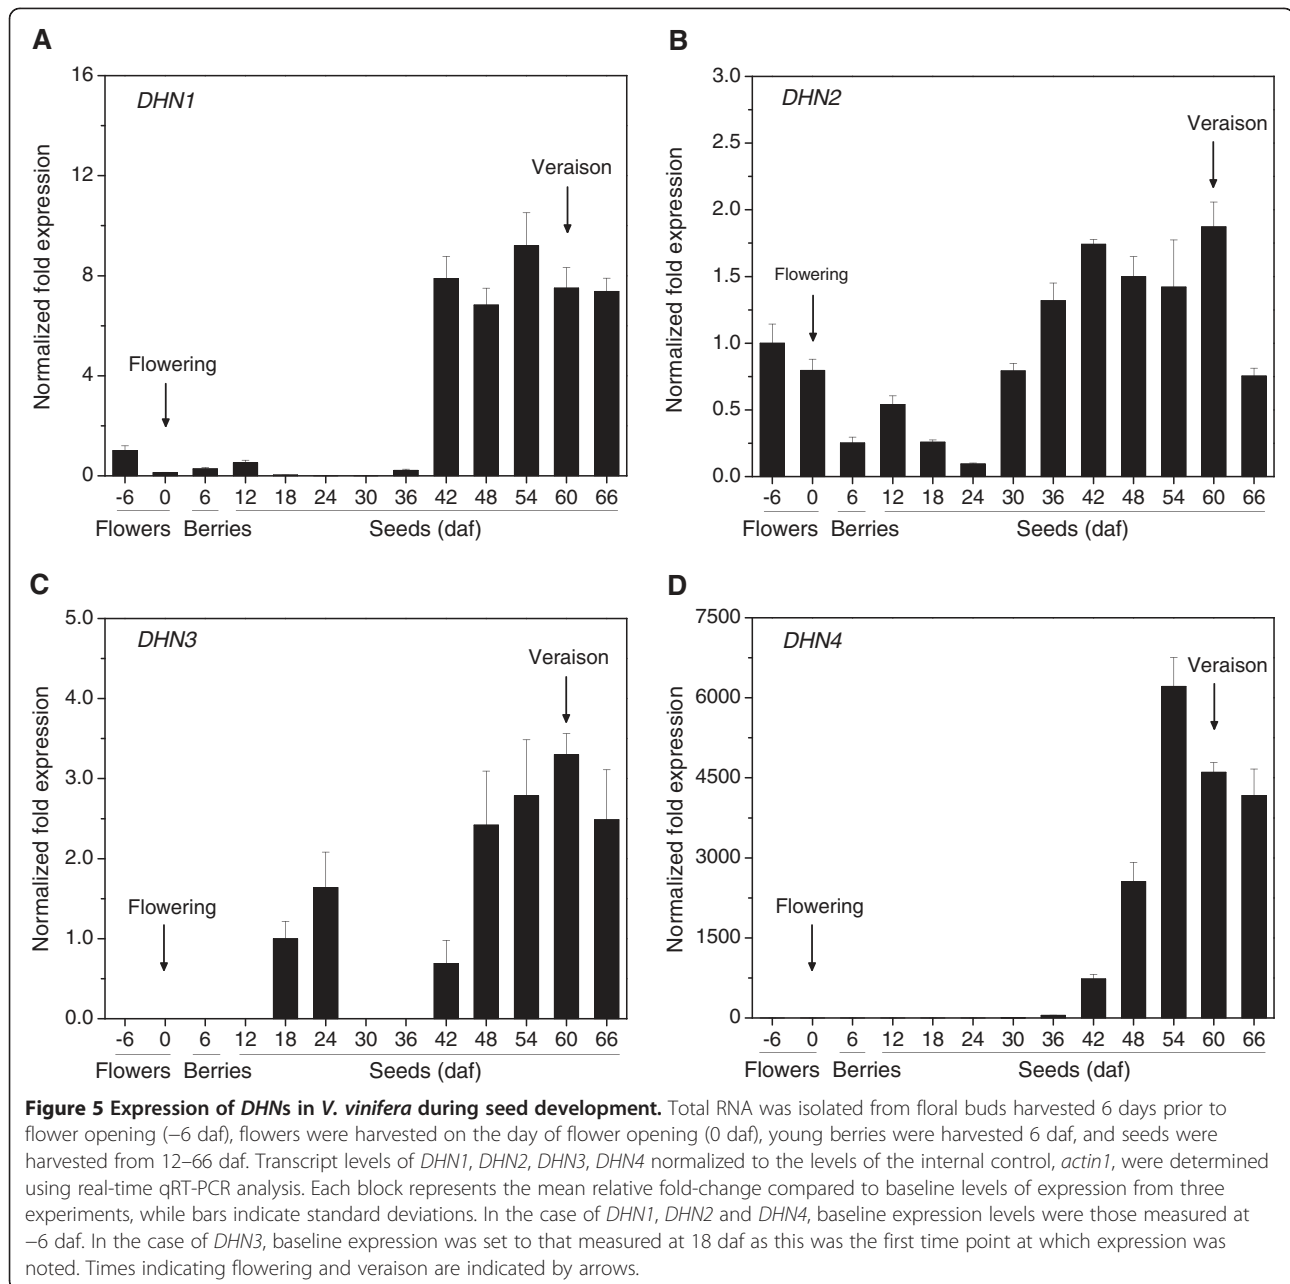 A
DHN1
Normalized fold expression
16
12
8
4
0
Flowering
Veraison
-6 0 6 12 18 24 30 36 42 48 54 60 66
Flowers Berries Seeds (daf)
B
DHN2
Normalized fold expression
3.0
2.5
2.0
1.5
1.0
0.5
0.0
Flowering
Veraison
-6 0 6 12 18 24 30 36 42 48 54 60 66
Flowers Berries Seeds (daf)
C
DHN3
Normalized fold expression
5.0
4.0
3.0
2.0
1.0
0.0
Flowering
Veraison
-6 0 6 12 18 24 30 36 42 48 54 60 66
Flowers Berries Seeds (daf)
D
DHN4
Normalized fold expression
7500
6000
4500
3000
1500
0
Flowering
Veraison
-6 0 6 12 18 24 30 36 42 48 54 60 66
Flowers Berries Seeds (daf)
Figure 5 Expression of DHNs in V. vinifera during seed development. Total RNA was isolated from floral buds harvested 6 days prior to
flower opening (−6 daf), flowers were harvested on the day of flower opening (0 daf), young berries were harvested 6 daf, and seeds were
harvested from 12–66 daf. Transcript levels of DHN1, DHN2, DHN3, DHN4 normalized to the levels of the internal control, actin1, were determined
using real-time qRT-PCR analysis. Each block represents the mean relative fold-change compared to baseline levels of expression from three
experiments, while bars indicate standard deviations. In the case of DHN1, DHN2 and DHN4, baseline expression levels were those measured at
−6 daf. In the case of DHN3, baseline expression was set to that measured at 18 daf as this was the first time point at which expression was
noted. Times indicating flowering and veraison are indicated by arrows.